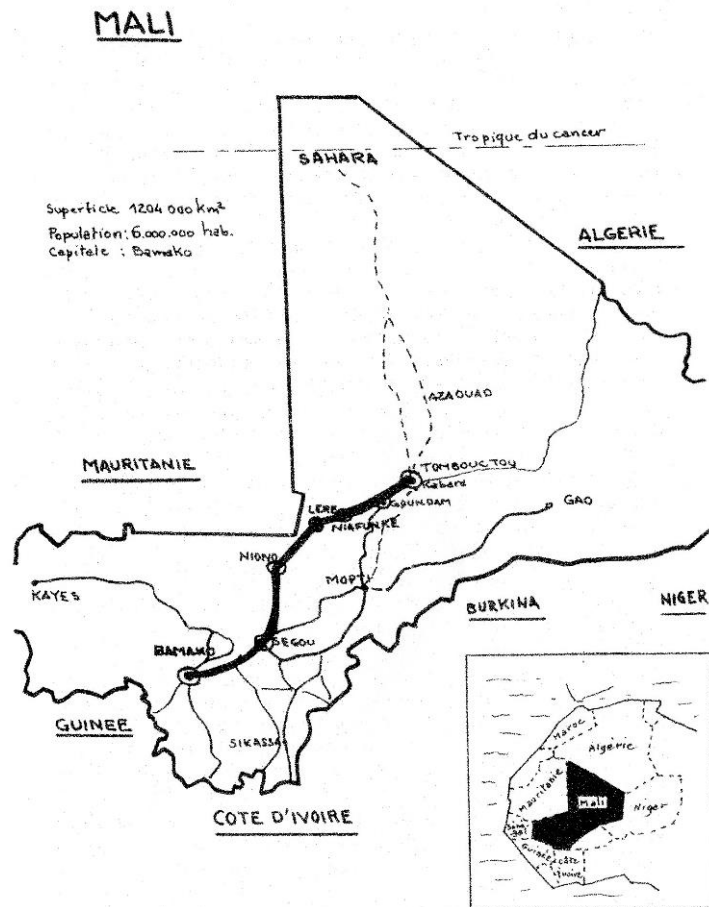 MALI
Tropique du cancer
SAHARA
Superficie 1204 000 km²
Population: 6.000.000 hab.
Capitale : Bamako
ALGERIE
AZAOUAD
MAURITANIE
TOMBOUCTOU
Kabara
GOUNDAM
LERE
NIAFUNKE
GAO
NIONO
MOPTI
KAYES
BURKINA
NIGER
SEGOU
BAMAKO
GUINEE
SIKASSO
COTE D'IVOIRE
Maroc
Algérie
Mauritanie
Mali
Niger
Guinée
Côte
Ivoire